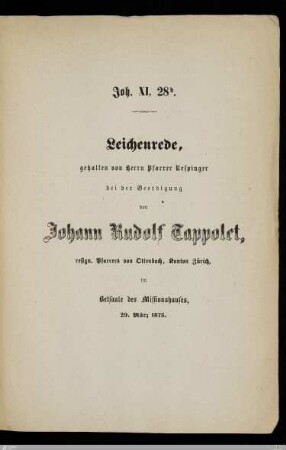 Joh. XI, 28b.
Leichenrede,
gehalten von Herrn Pfarrer Respinger
bei der Beerdigung
von
Johann Rudolf Tappolet,
resign. Pfarrers von Ottenbach, Kanton Zürich,
im
Betsaale des Missionshauses,
29. März 1875.